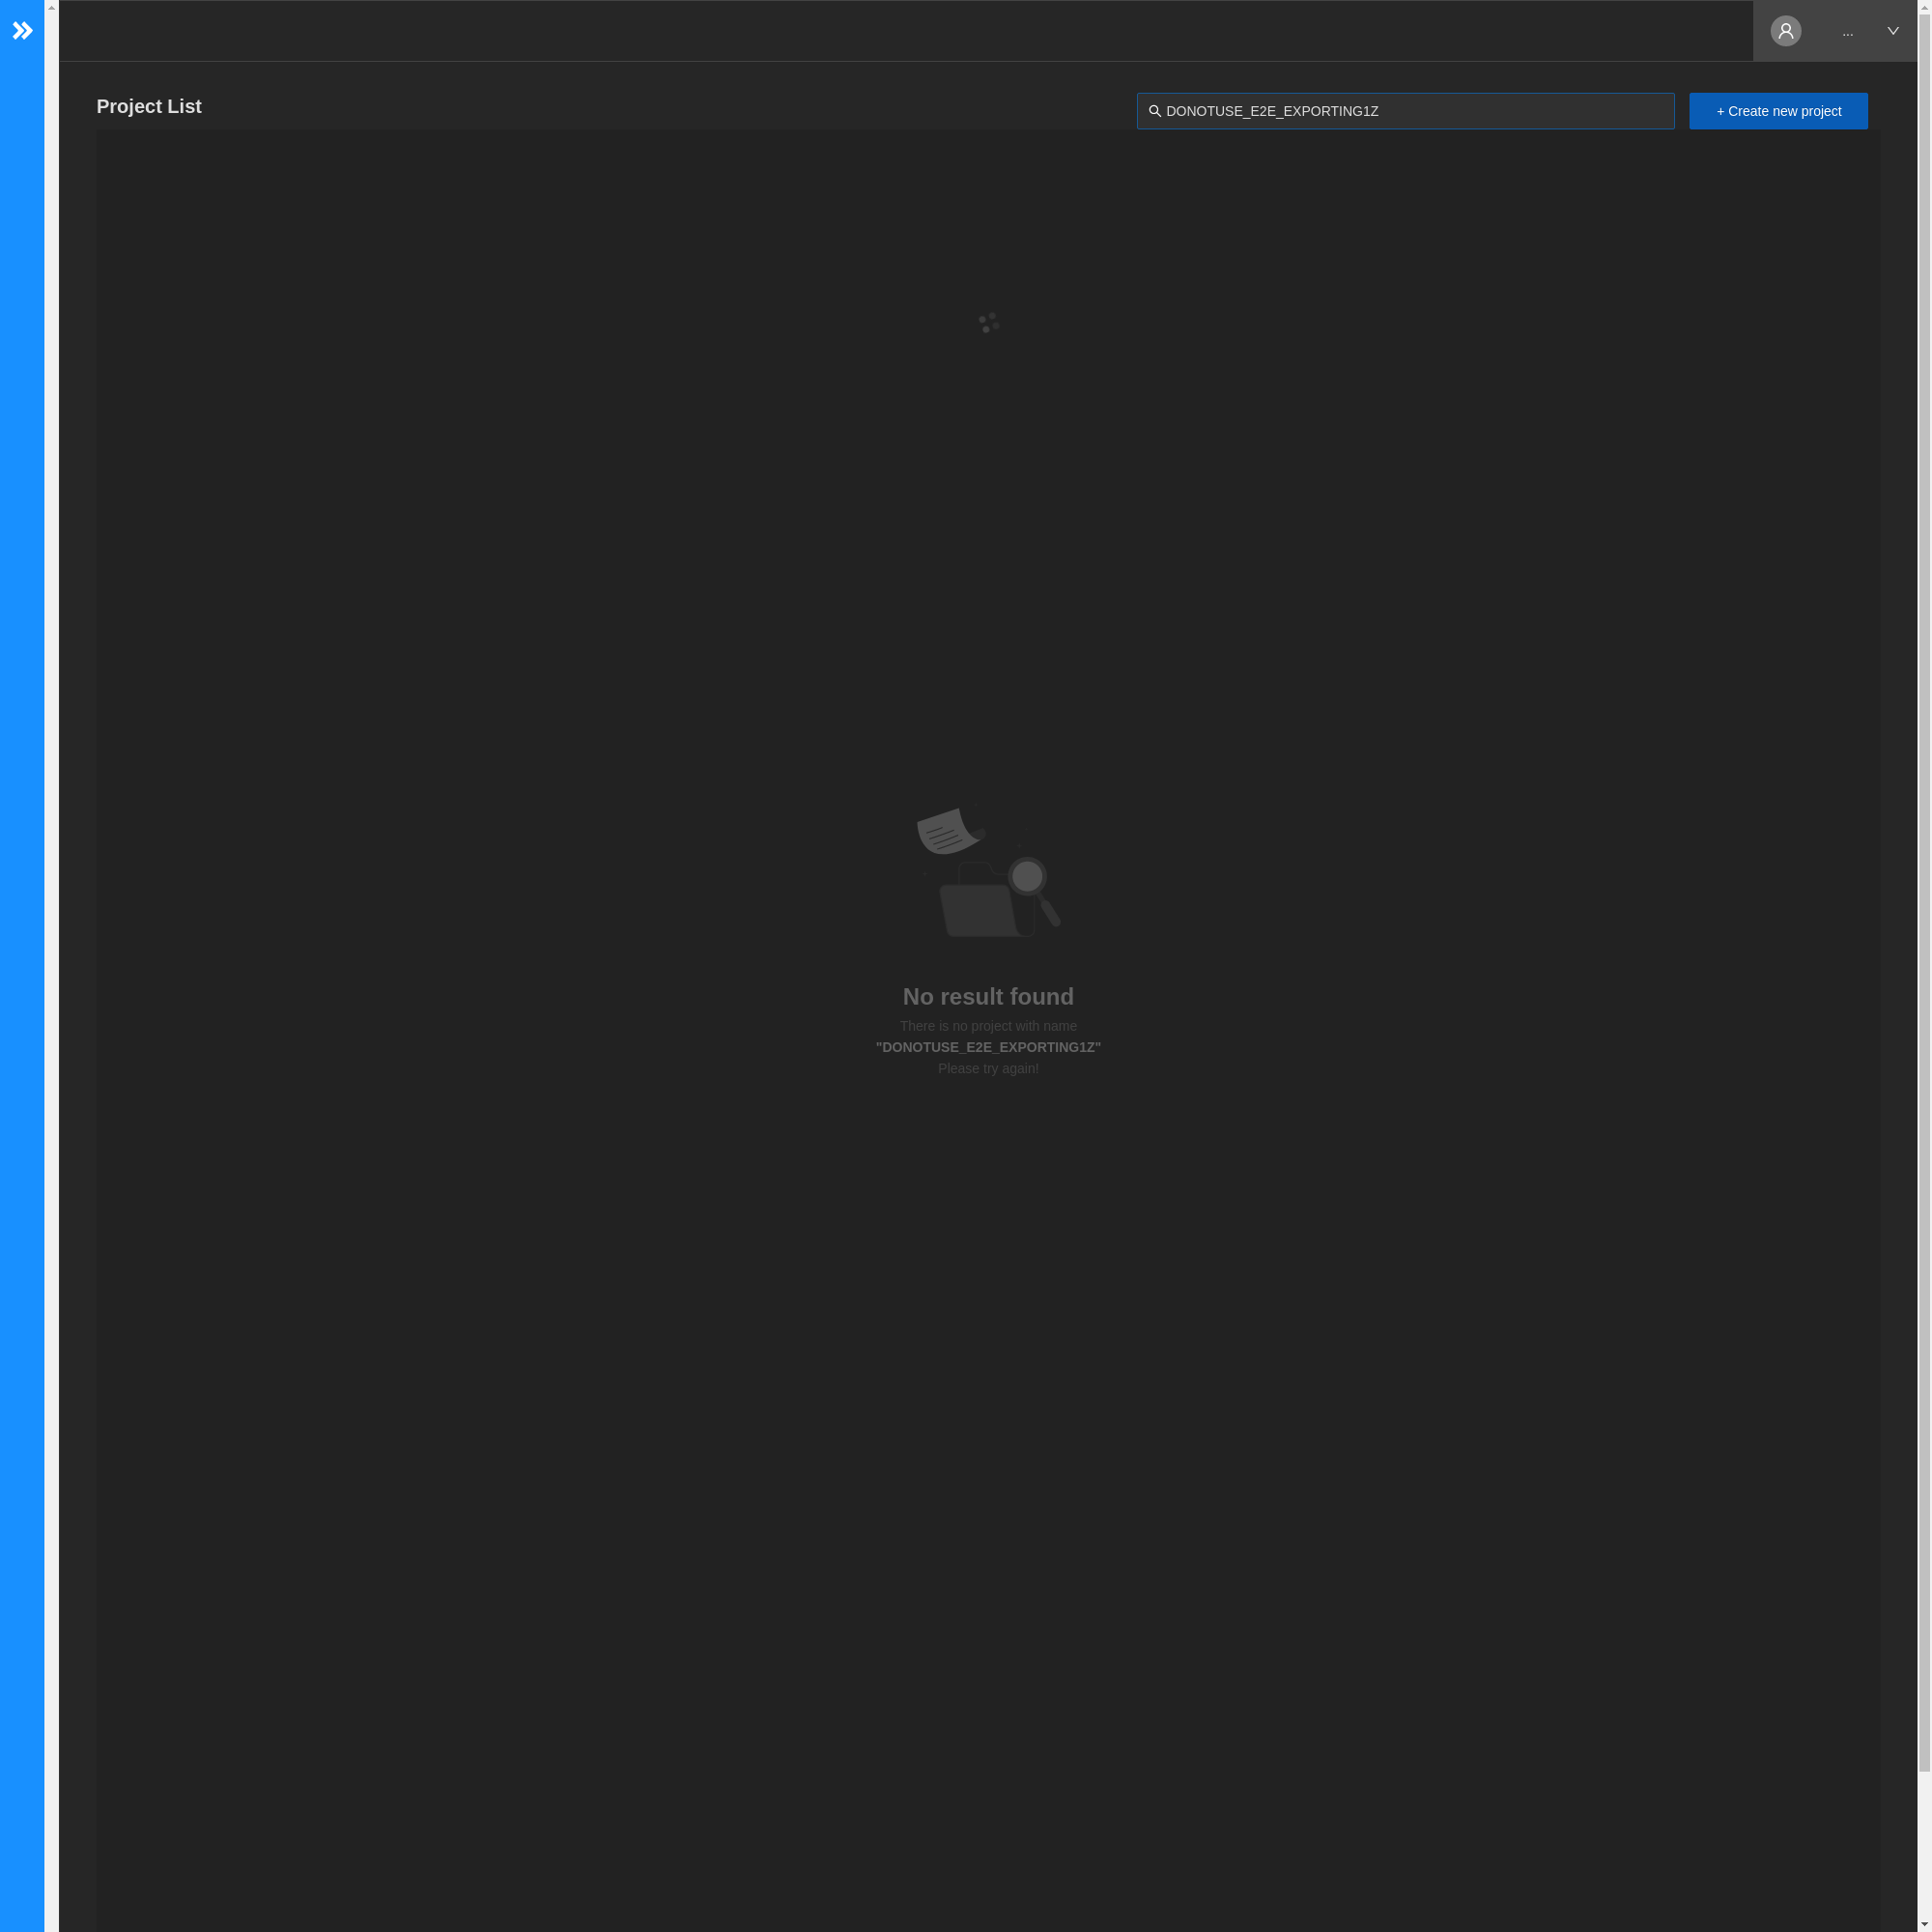 ...
Project List
DONOTUSE_E2E_EXPORTING1Z
+ Create new project
No result found
There is no project with name
"DONOTUSE_E2E_EXPORTING1Z"
Please try again!